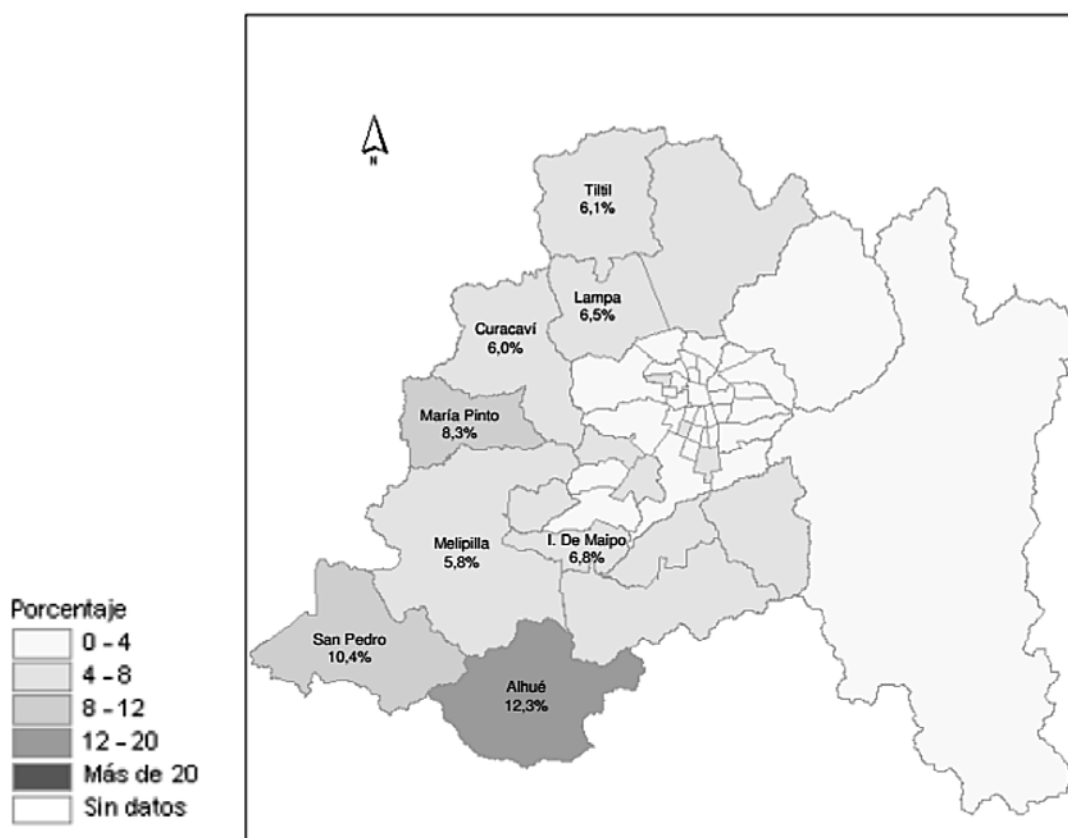 N
Tiltil
6,1%
Lampa
6,5%
Curacaví
6,0%
María Pinto
8,3%
Melipilla
5,8%
I. De Maipo
6,8%
San Pedro
10,4%
Alhué
12,3%
Porcentaje
0 - 4
4 - 8
8 - 12
12 - 20
Más de 20
Sin datos